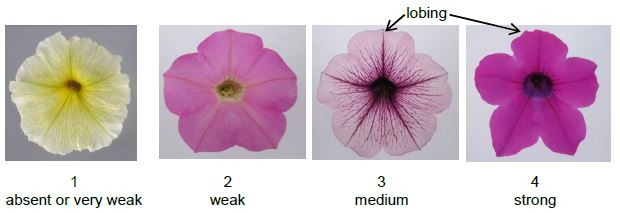 lobing
1 2 3 4
absent or very weak weak medium strong